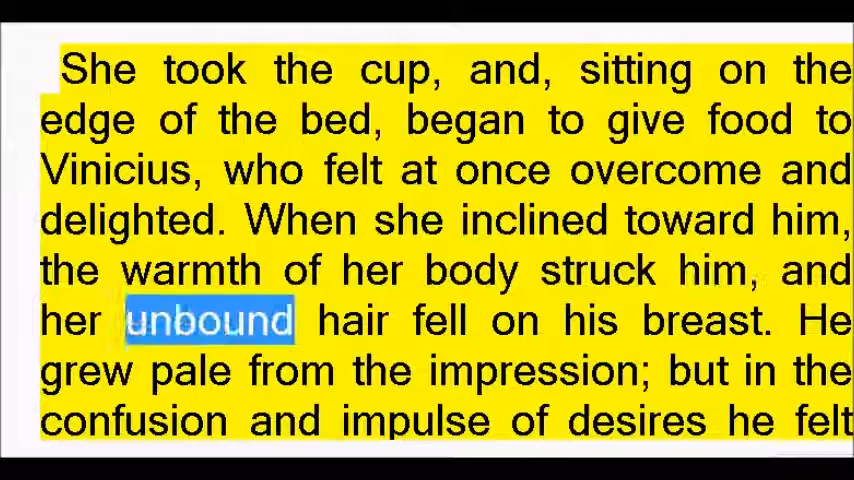 She took the cup, and, sitting on the
edge of the bed, began to give food to
Vinicius, who felt at once overcome and
delighted. When she inclined toward him,
the warmth of her body struck him, and
her unbound hair fell on his breast. He
grew pale from the impression; but in the
confusion and impulse of desires he felt